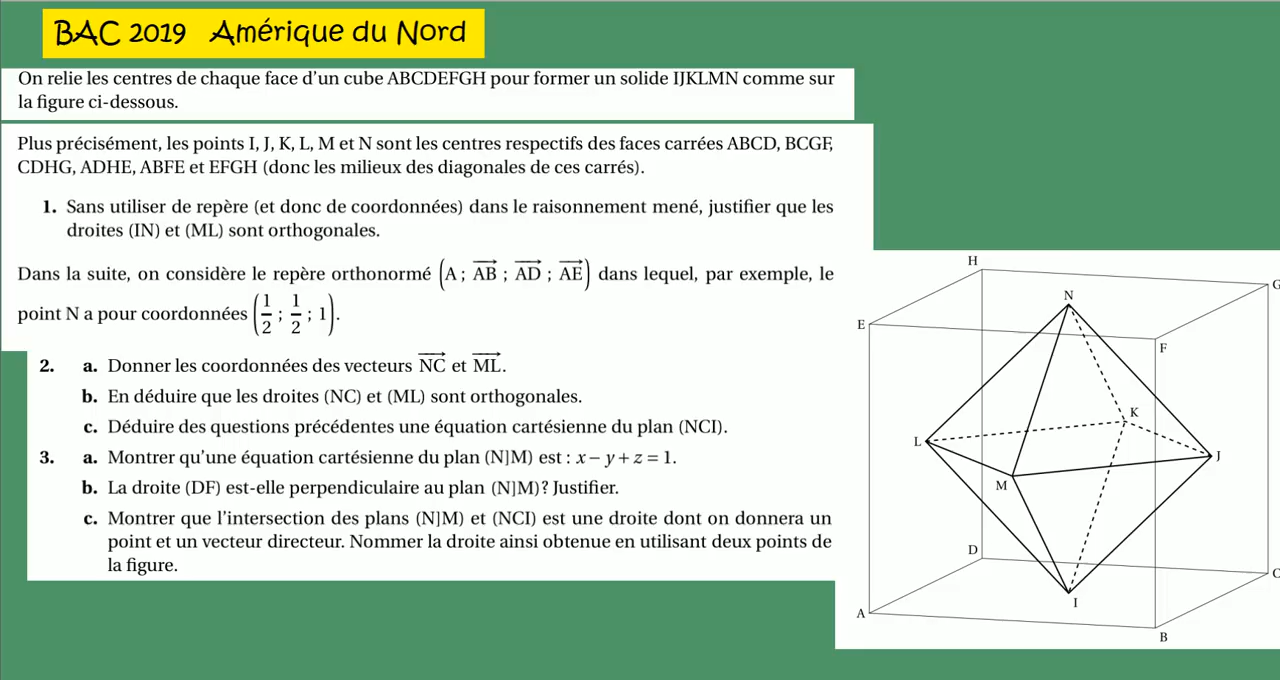 BAC 2019 Amérique du Nord
On relie les centres de chaque face d'un cube ABCDEFGH pour former un solide IJKLMN comme sur
la figure ci-dessous.
Plus précisément, les points I, J, K, L, M et N sont les centres respectifs des faces carrées ABCD, BCGF,
CDHG, ADHE, ABFE et EFGH (donc les milieux des diagonales de ces carrés).
1. Sans utiliser de repère (et donc de coordonnées) dans le raisonnement mené, justifier que les
droites (IN) et (ML) sont orthogonales.
Dans la suite, on considère le repère orthonormé (A ; \overrightarrow{AB} ; \overrightarrow{AD} ; \overrightarrow{AE}) dans lequel, par exemple, le
point N a pour coordonnées (1/2 ; 1/2 ; 1).
2. a. Donner les coordonnées des vecteurs \overrightarrow{NC} et \overrightarrow{ML}.
b. En déduire que les droites (NC) et (ML) sont orthogonales.
c. Déduire des questions précédentes une équation cartésienne du plan (NCI).
3. a. Montrer qu'une équation cartésienne du plan (NJM) est : x − y + z = 1.
b. La droite (DF) est-elle perpendiculaire au plan (NJM) ? Justifier.
c. Montrer que l'intersection des plans (NJM) et (NCI) est une droite dont on donnera un
point et un vecteur directeur. Nommer la droite ainsi obtenue en utilisant deux points de
la figure.
H
G
N
E
F
K
L
J
M
D
C
I
A
B